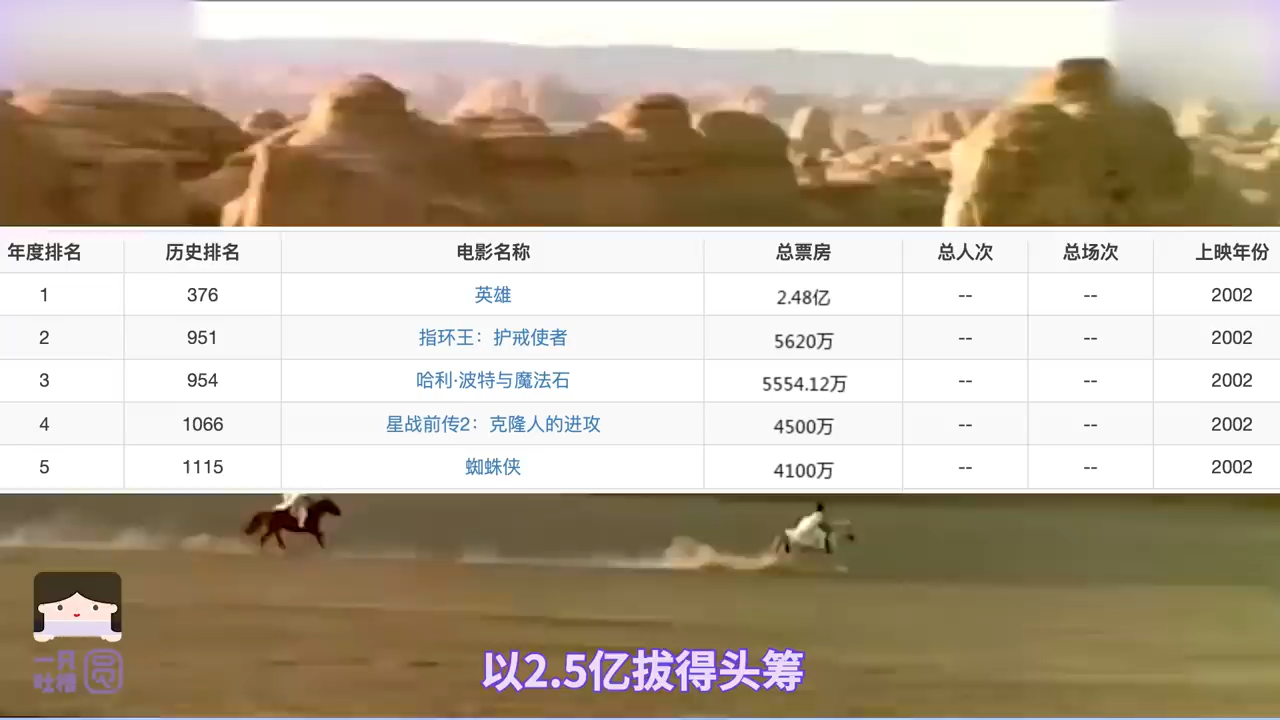 年度排名 历史排名 电影名称 总票房 总人次 总场次 上映年份
1 376 英雄 2.48亿 -- -- 2002
2 951 指环王：护戒使者 5620万 -- -- 2002
3 954 哈利·波特与魔法石 5554.12万 -- -- 2002
4 1066 星战前传2：克隆人的进攻 4500万 -- -- 2002
5 1115 蜘蛛侠 4100万 -- -- 2002
一只
吐槽 圆
以2.5亿拔得头筹